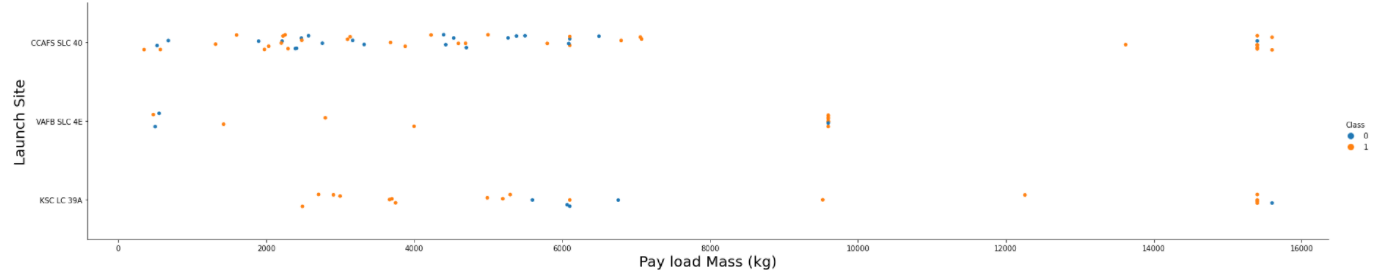 Launch Site
CCAFS SLC 40
VAFB SLC 4E
KSC LC 39A
0 2000 4000 6000 8000 10000 12000 14000 16000
Pay load Mass (kg)
Class
0
1